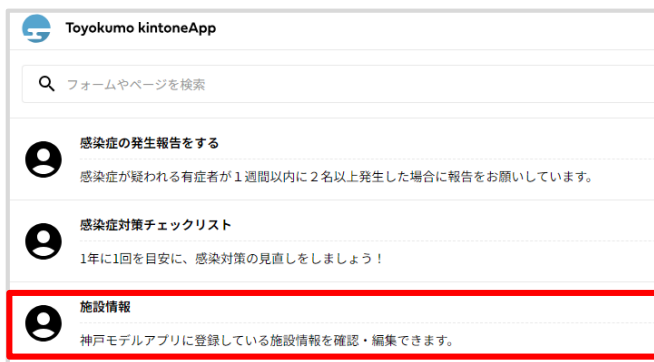 Toyokumo kintoneApp
フォームやページを検索
感染症の発生報告をする
感染症が疑われる有症者が１週間以内に２名以上発生した場合に報告をお願いしています。
感染症対策チェックリスト
1年に1回を目安に、感染対策の見直しをしましょう！
施設情報
神戸モデルアプリに登録している施設情報を確認・編集できます。